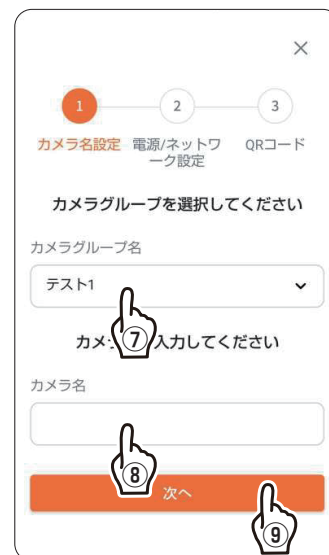 ×
1 2 3
カメラ名設定 電源/ネットワ QRコード
ーク設定
カメラグループを選択してください
カメラグループ名
テスト1
⑦
カメ 入力してください
カメラ名
⑧
次へ
⑨